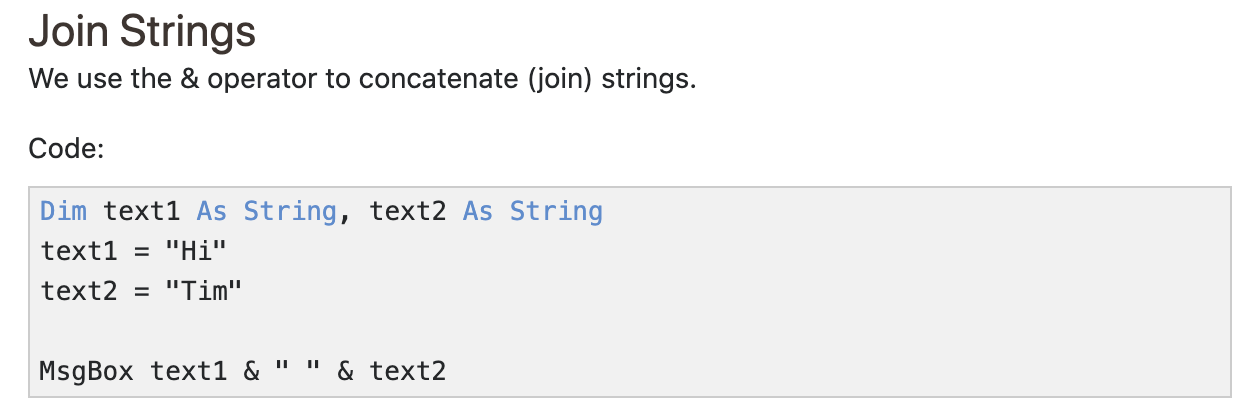 Join Strings
We use the & operator to concatenate (join) strings.
Code:
Dim text1 As String, text2 As String
text1 = "Hi"
text2 = "Tim"
MsgBox text1 & " " & text2